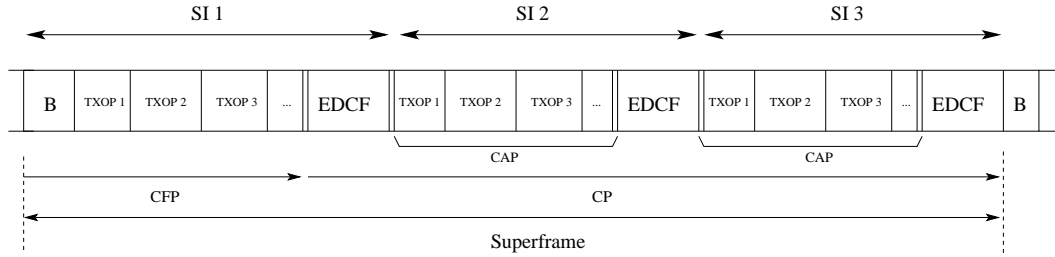 SI 1 SI 2 SI 3
B TXOP 1 TXOP 2 TXOP 3 ... EDCF TXOP 1 TXOP 2 TXOP 3 ... EDCF TXOP 1 TXOP 2 TXOP 3 ... EDCF B
CAP CAP
CFP CP
Superframe